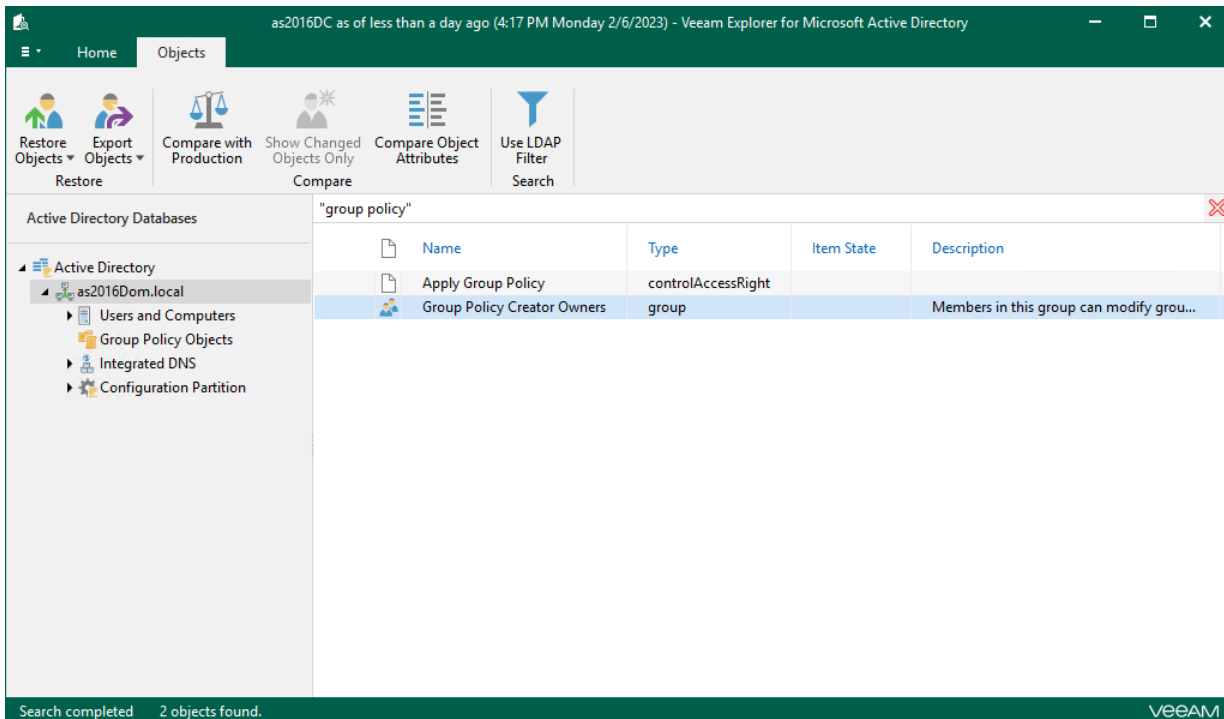 as2016DC as of less than a day ago (4:17 PM Monday 2/6/2023) - Veeam Explorer for Microsoft Active Directory
Home Objects
Restore Objects Export Objects Compare with Production Show Changed Objects Only Compare Object Attributes Use LDAP Filter
Restore Compare Search
Active Directory Databases
Active Directory
as2016Dom.local
Users and Computers
Group Policy Objects
Integrated DNS
Configuration Partition
"group policy"
Name Type Item State Description
Apply Group Policy controlAccessRight
Group Policy Creator Owners group Members in this group can modify grou...
Search completed 2 objects found.
VEEAM